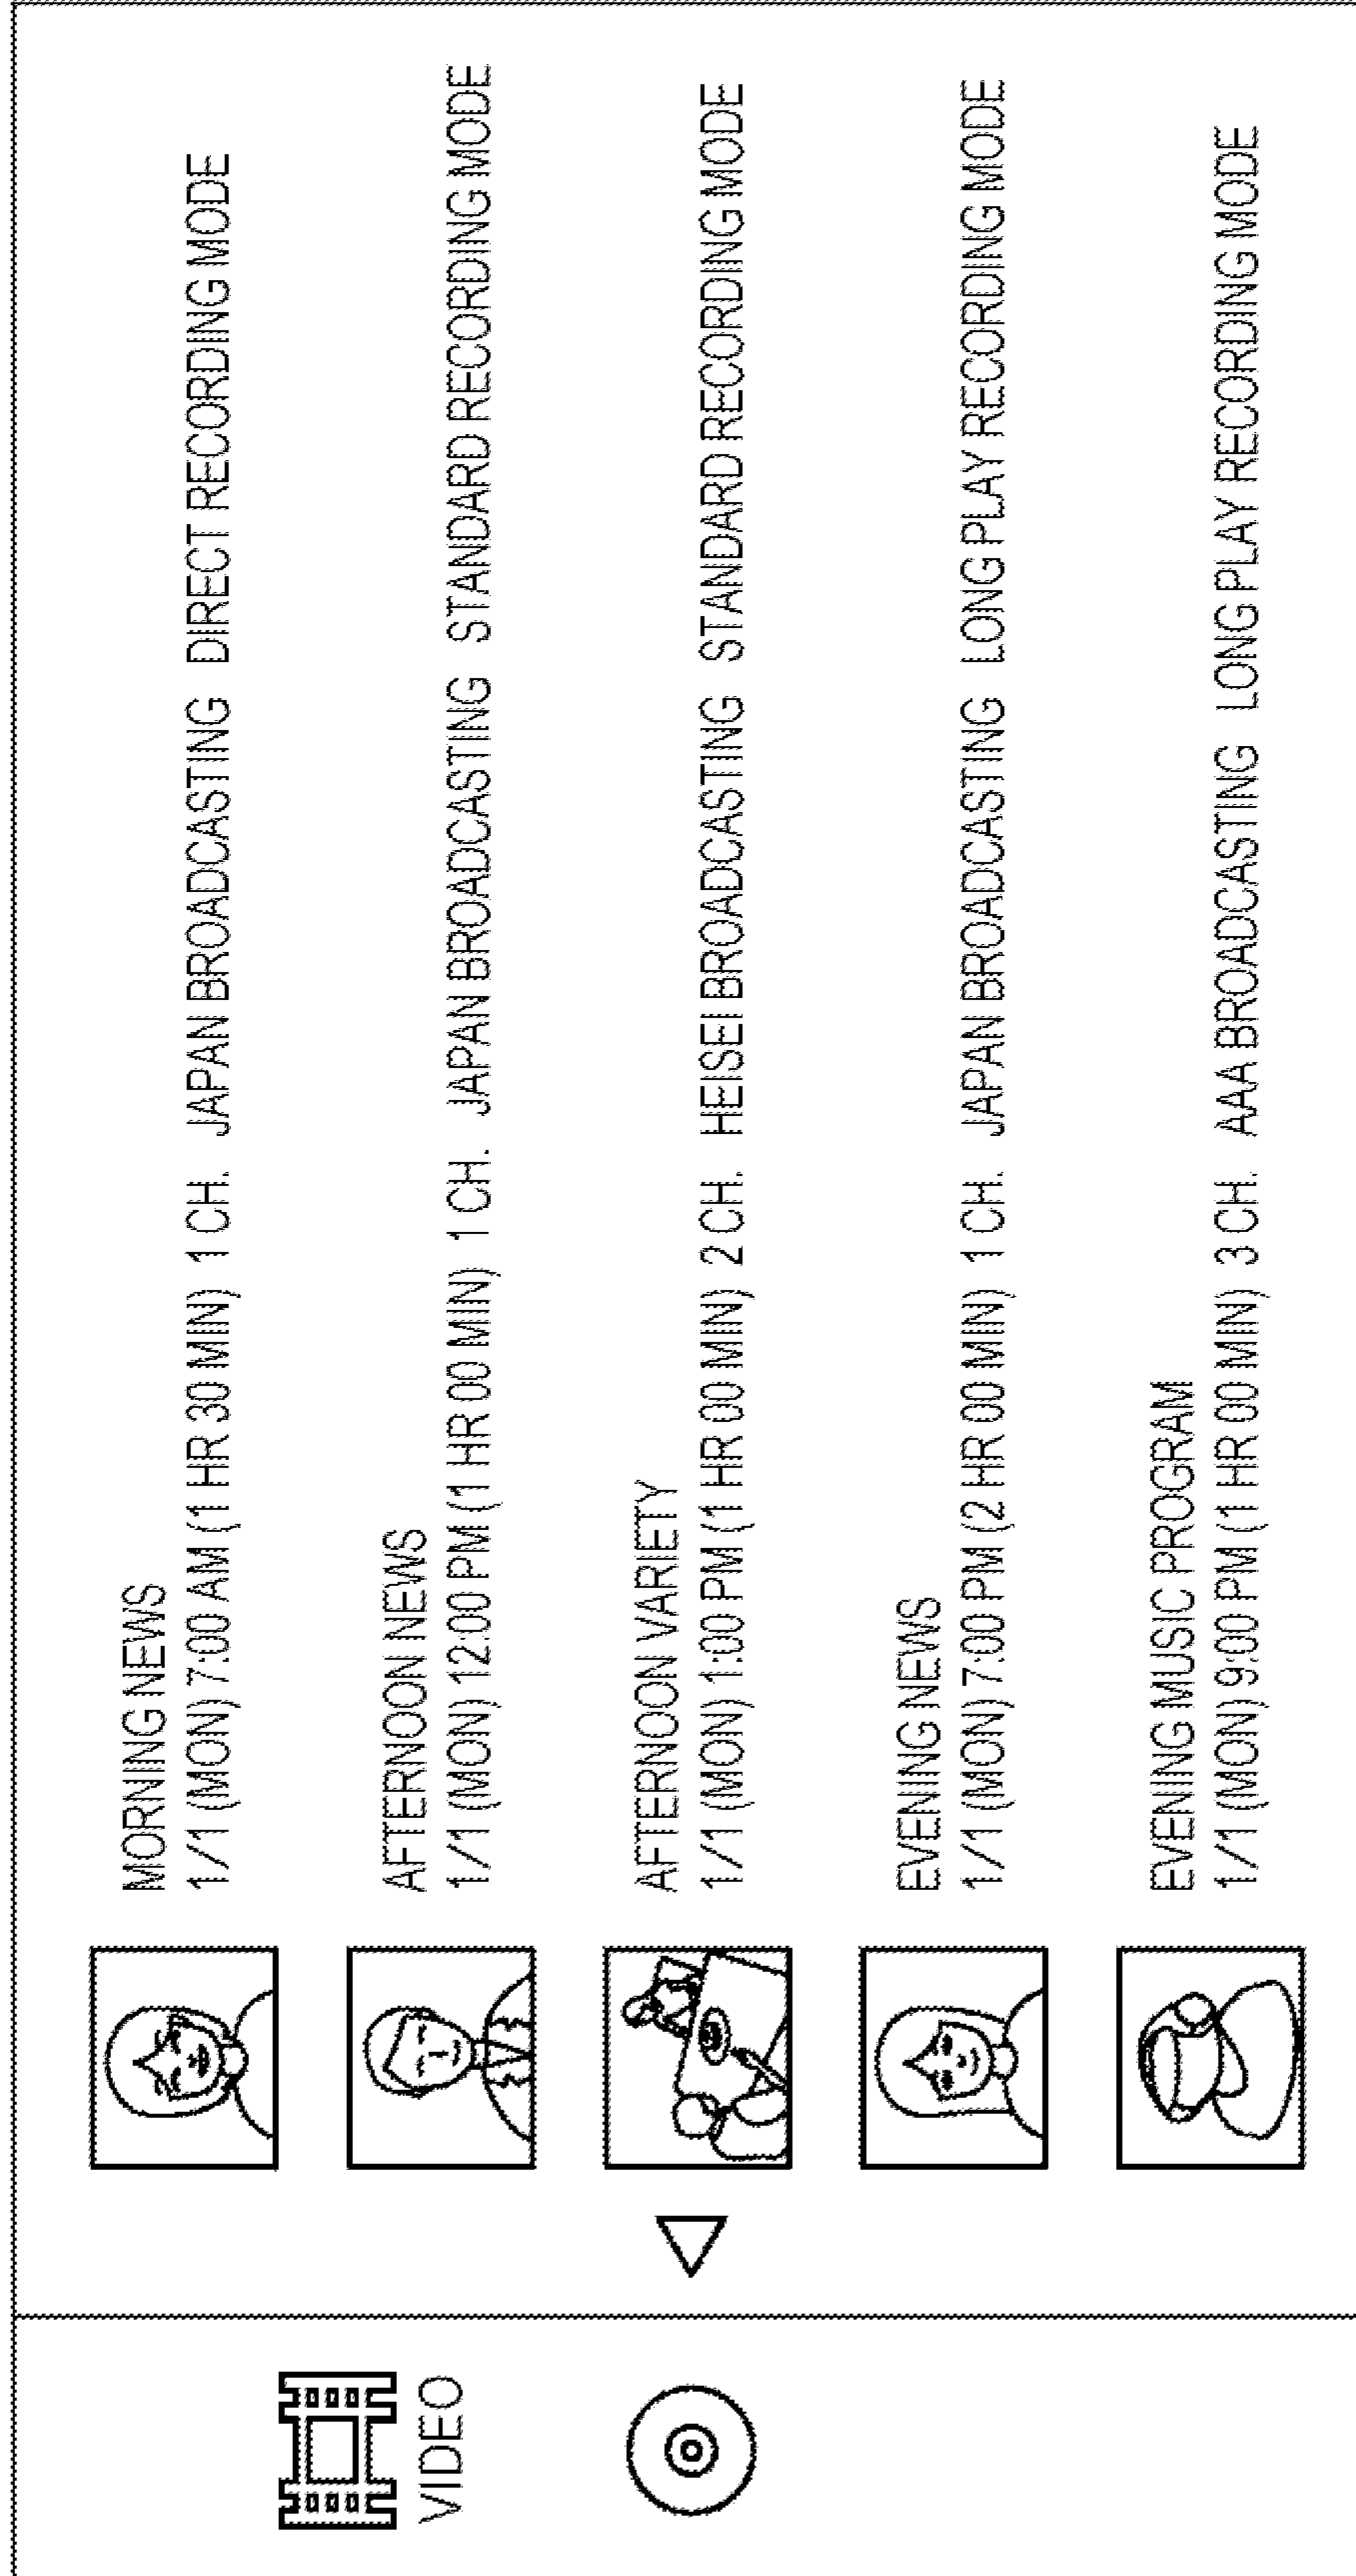 MORNING NEWS
1/1 (MON) 7:00 AM (1 HR 30 MIN) 1 CH. JAPAN BROADCASTING DIRECT RECORDING MODE
AFTERNOON NEWS
1/1 (MON) 12:00 PM (1 HR 00 MIN) 1 CH. JAPAN BROADCASTING STANDARD RECORDING MODE
AFTERNOON VARIETY
1/1 (MON) 1:00 PM (1 HR 00 MIN) 2 CH. HEISEI BROADCASTING STANDARD RECORDING MODE
EVENING NEWS
1/1 (MON) 7:00 PM (2 HR 00 MIN) 1 CH. JAPAN BROADCASTING LONG PLAY RECORDING MODE
EVENING MUSIC PROGRAM
1/1 (MON) 9:00 PM (1 HR 00 MIN) 3 CH. AAA BROADCASTING LONG PLAY RECORDING MODE
VIDEO